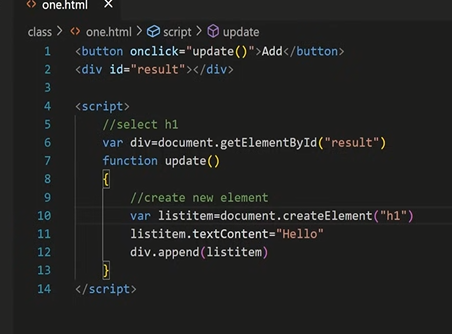 <> one.html ×
class > <> one.html > script > update
1 <button onclick="update()">Add</button>
2 <div id="result"></div>
3
4 <script>
5 //select h1
6 var div=document.getElementById("result")
7 function update()
8 {
9 //create new element
10 var listitem=document.createElement("h1")
11 listitem.textContent="Hello"
12 div.append(listitem)
13 }
14 </script>